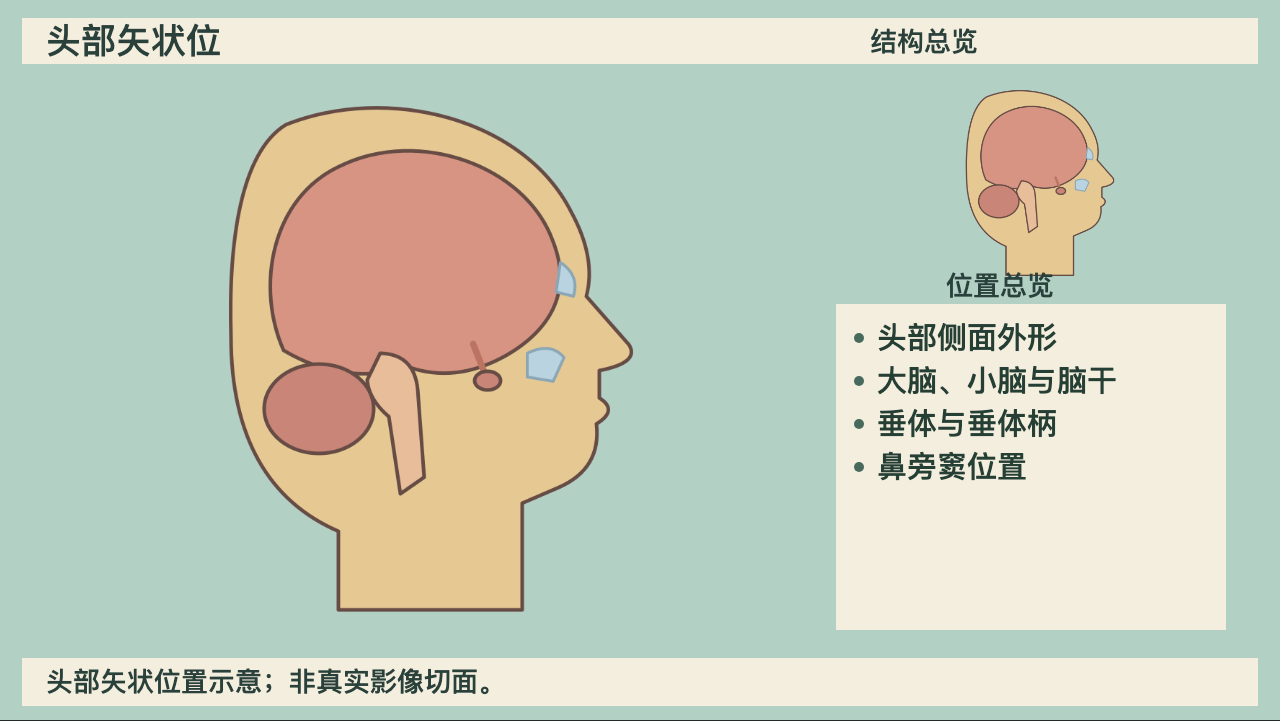 头部矢状位
结构总览
位置总览
头部侧面外形
大脑、小脑与脑干
垂体与垂体柄
鼻旁窦位置
头部矢状位置示意；非真实影像切面。